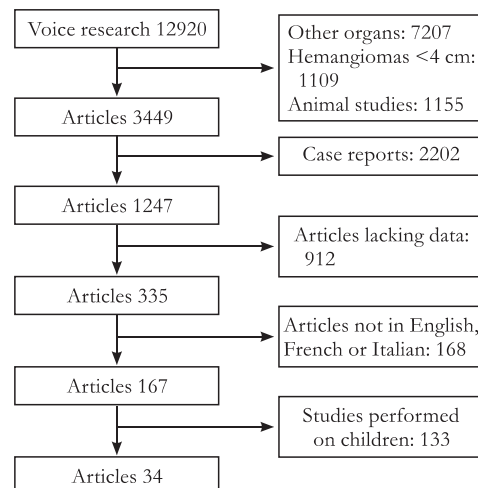 Voice research 12920
Other organs: 7207
Hemangiomas <4 cm:
1109
Animal studies: 1155
Articles 3449
Case reports: 2202
Articles 1247
Articles lacking data:
912
Articles 335
Articles not in English,
French or Italian: 168
Articles 167
Studies performed
on children: 133
Articles 34